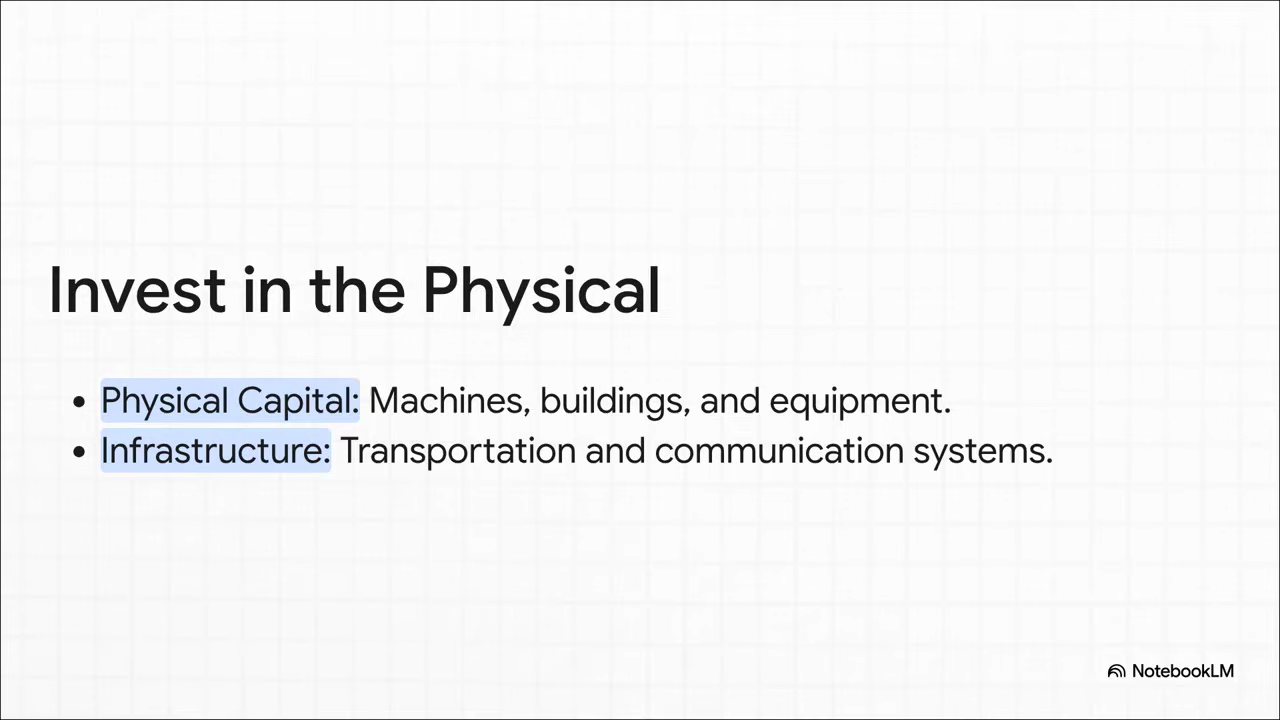 Invest in the Physical
• Physical Capital: Machines, buildings, and equipment.
• Infrastructure: Transportation and communication systems.
NotebookLM